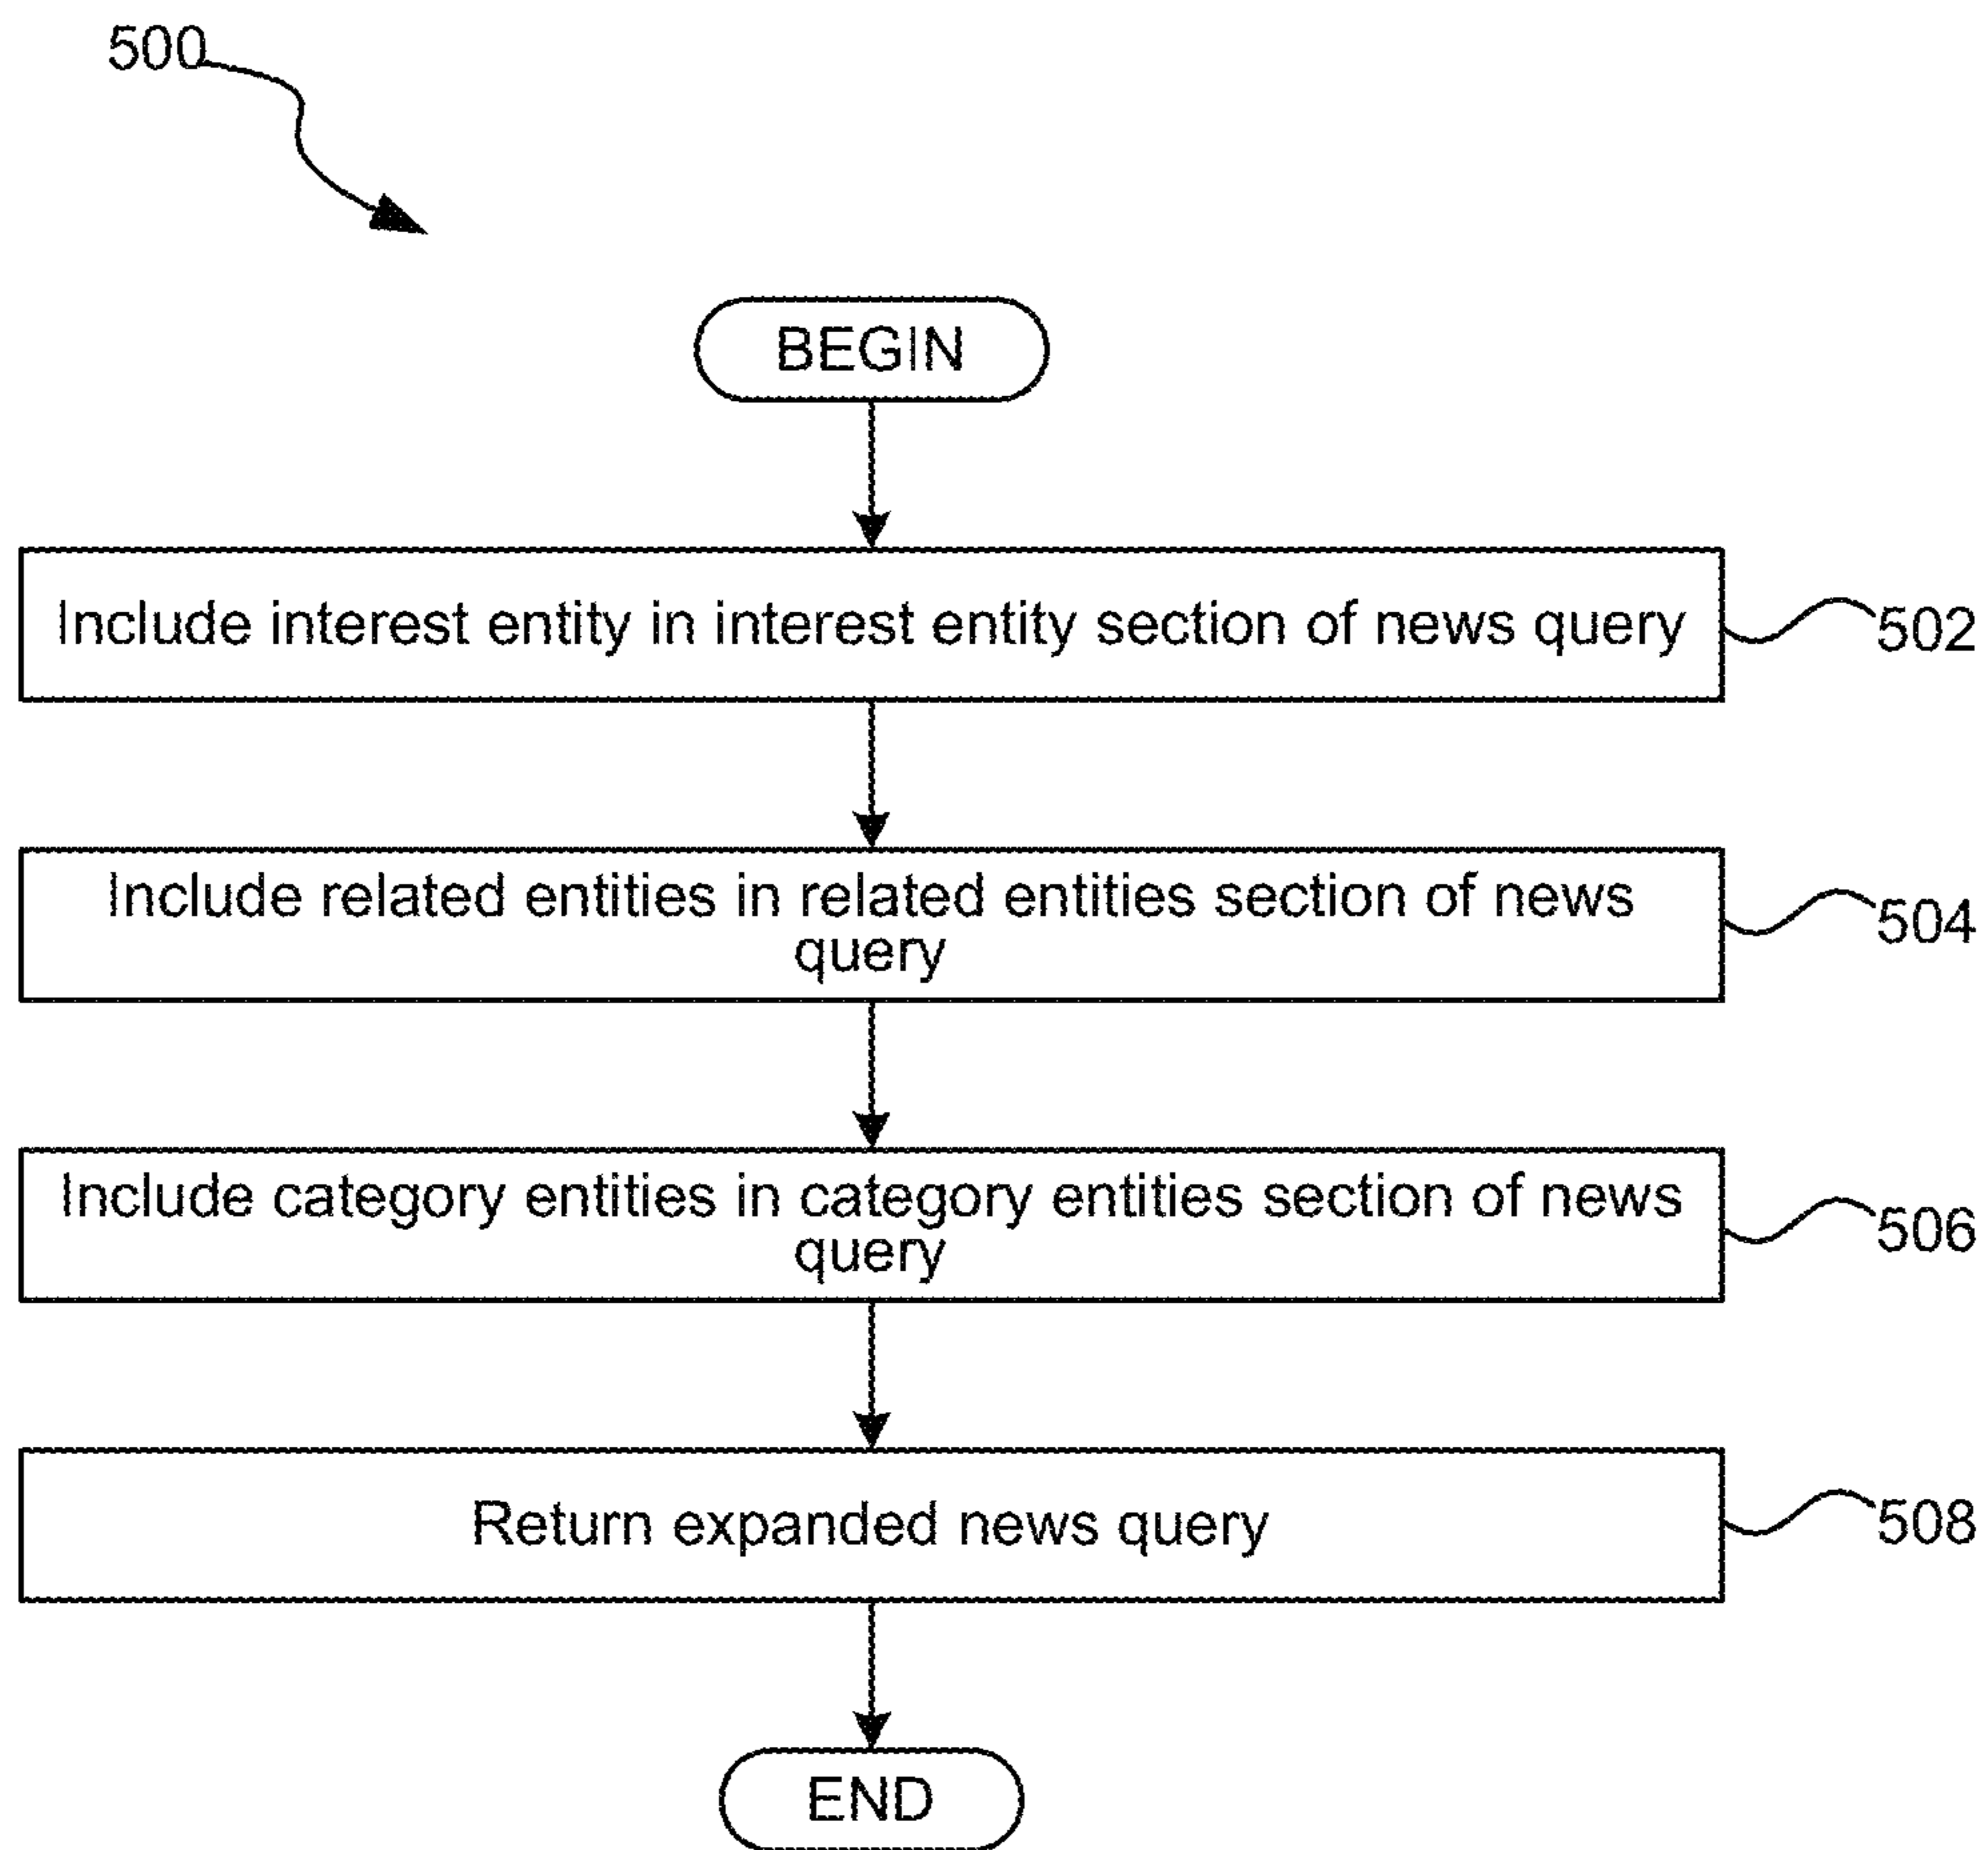 500
BEGIN
Include interest entity in interest entity section of news query
502
Include related entities in related entities section of news
query
504
Include category entities in category entities section of news
query
506
Return expanded news query
508
END